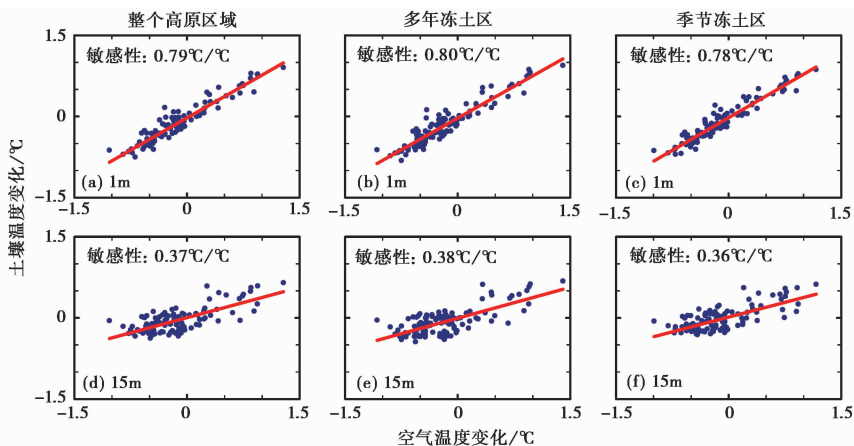 整个高原区域
多年冻土区
季节冻土区
1.5
0
-1.5
敏感性: 0.79℃/℃
(a) 1m
-1.5
0
1.5
敏感性: 0.80℃/℃
(b) 1m
-1.5
0
1.5
敏感性: 0.78℃/℃
(c) 1m
-1.5
0
1.5
土壤温度变化/℃
1.5
0
-1.5
敏感性: 0.37℃/℃
(d) 15m
-1.5
0
1.5
敏感性: 0.38℃/℃
(e) 15m
-1.5
0
1.5
敏感性: 0.36℃/℃
(f) 15m
-1.5
0
1.5
空气温度变化/℃